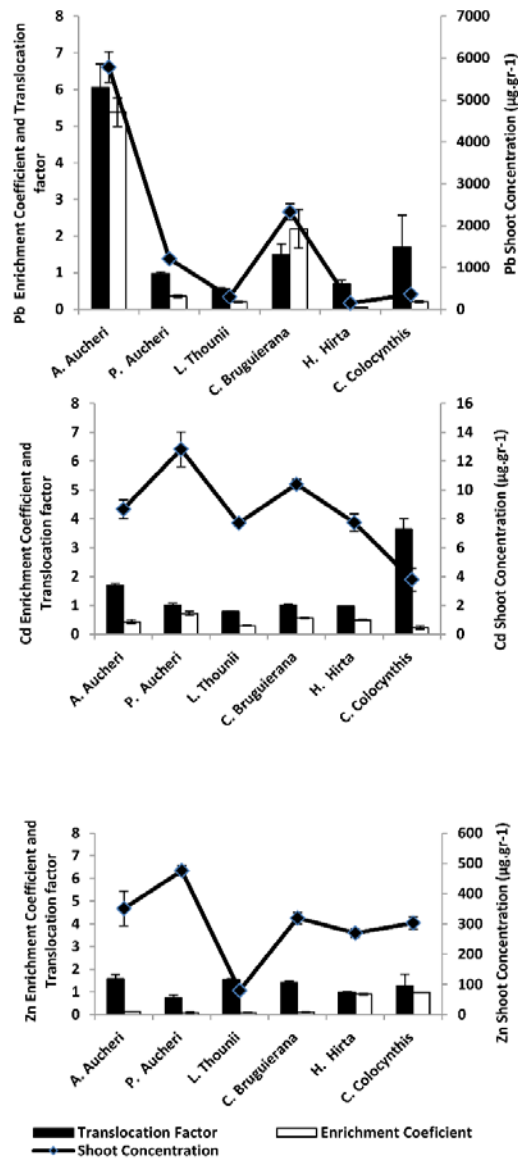 Pb Enrichment Coefficient and Translocation
factor
8
7
6
5
4
3
2
1
0
7000
6000
5000
4000
3000
2000
1000
0
Pb Shoot Concentration (µg.gr-1)
A. Aucheri
P. Aucheri
L. Thounii
C. Bruguierana
H. Hirta
C. Colocynthis
Cd Enrichment Coefficient and
Translocation factor
8
7
6
5
4
3
2
1
0
16
14
12
10
8
6
4
2
0
Cd Shoot Concentration (µg.gr-1)
A. Aucheri
P. Aucheri
L. Thounii
C. Bruguierana
H. Hirta
C. Colocynthis
Zn Enrichment Coefficient and
Translocation factor
8
7
6
5
4
3
2
1
0
600
500
400
300
200
100
0
Zn Shoot Concentration (µg.gr-1)
A. Aucheri
P. Aucheri
L. Thounii
C. Bruguierana
H. Hirta
C. Colocynthis
Translocation Factor
Enrichment Coeficient
Shoot Concentration